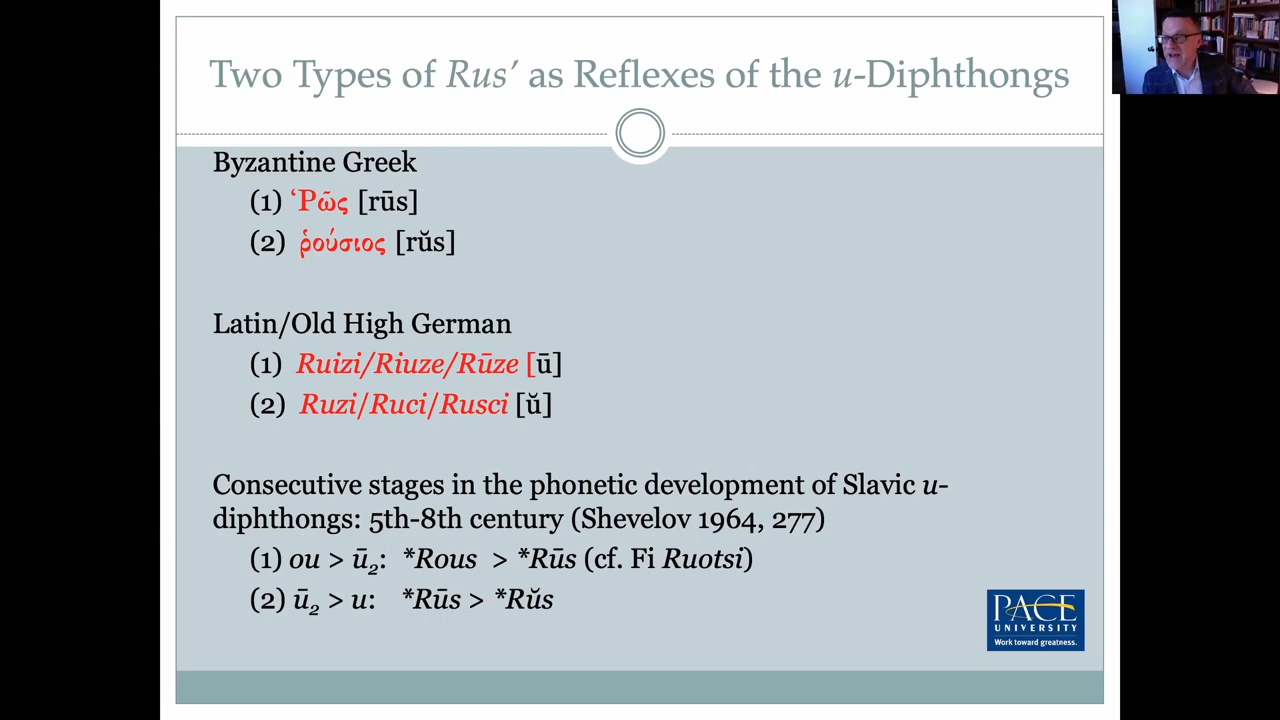 Two Types of Rus’ as Reflexes of the u-Diphthongs
Byzantine Greek
(1) ‘Ρῶς [rūs]
(2) ῥούσιος [rŭs]
Latin/Old High German
(1) Ruizi/Riuze/Rūze [ū]
(2) Ruzi/Ruci/Rusci [ŭ]
Consecutive stages in the phonetic development of Slavic u-
diphthongs: 5th-8th century (Shevelov 1964, 277)
(1) ou > ū₂: *Rous > *Rūs (cf. Fi Ruotsi)
(2) ū₂ > u: *Rūs > *Rŭs
PACE
UNIVERSITY
Work toward greatness.